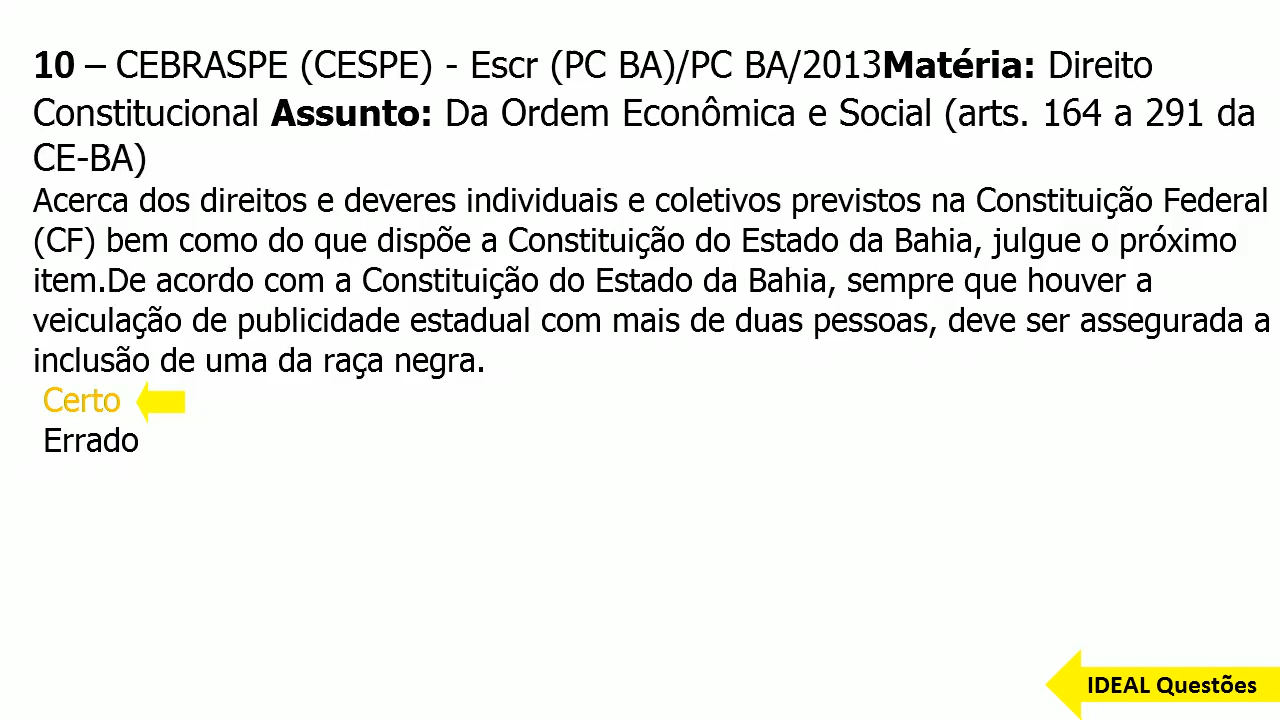 10 – CEBRASPE (CESPE) - Escr (PC BA)/PC BA/2013Matéria: Direito
Constitucional Assunto: Da Ordem Econômica e Social (arts. 164 a 291 da
CE-BA)
Acerca dos direitos e deveres individuais e coletivos previstos na Constituição Federal
(CF) bem como do que dispõe a Constituição do Estado da Bahia, julgue o próximo
item.De acordo com a Constituição do Estado da Bahia, sempre que houver a
veiculação de publicidade estadual com mais de duas pessoas, deve ser assegurada a
inclusão de uma da raça negra.
Certo
Errado
IDEAL Questões